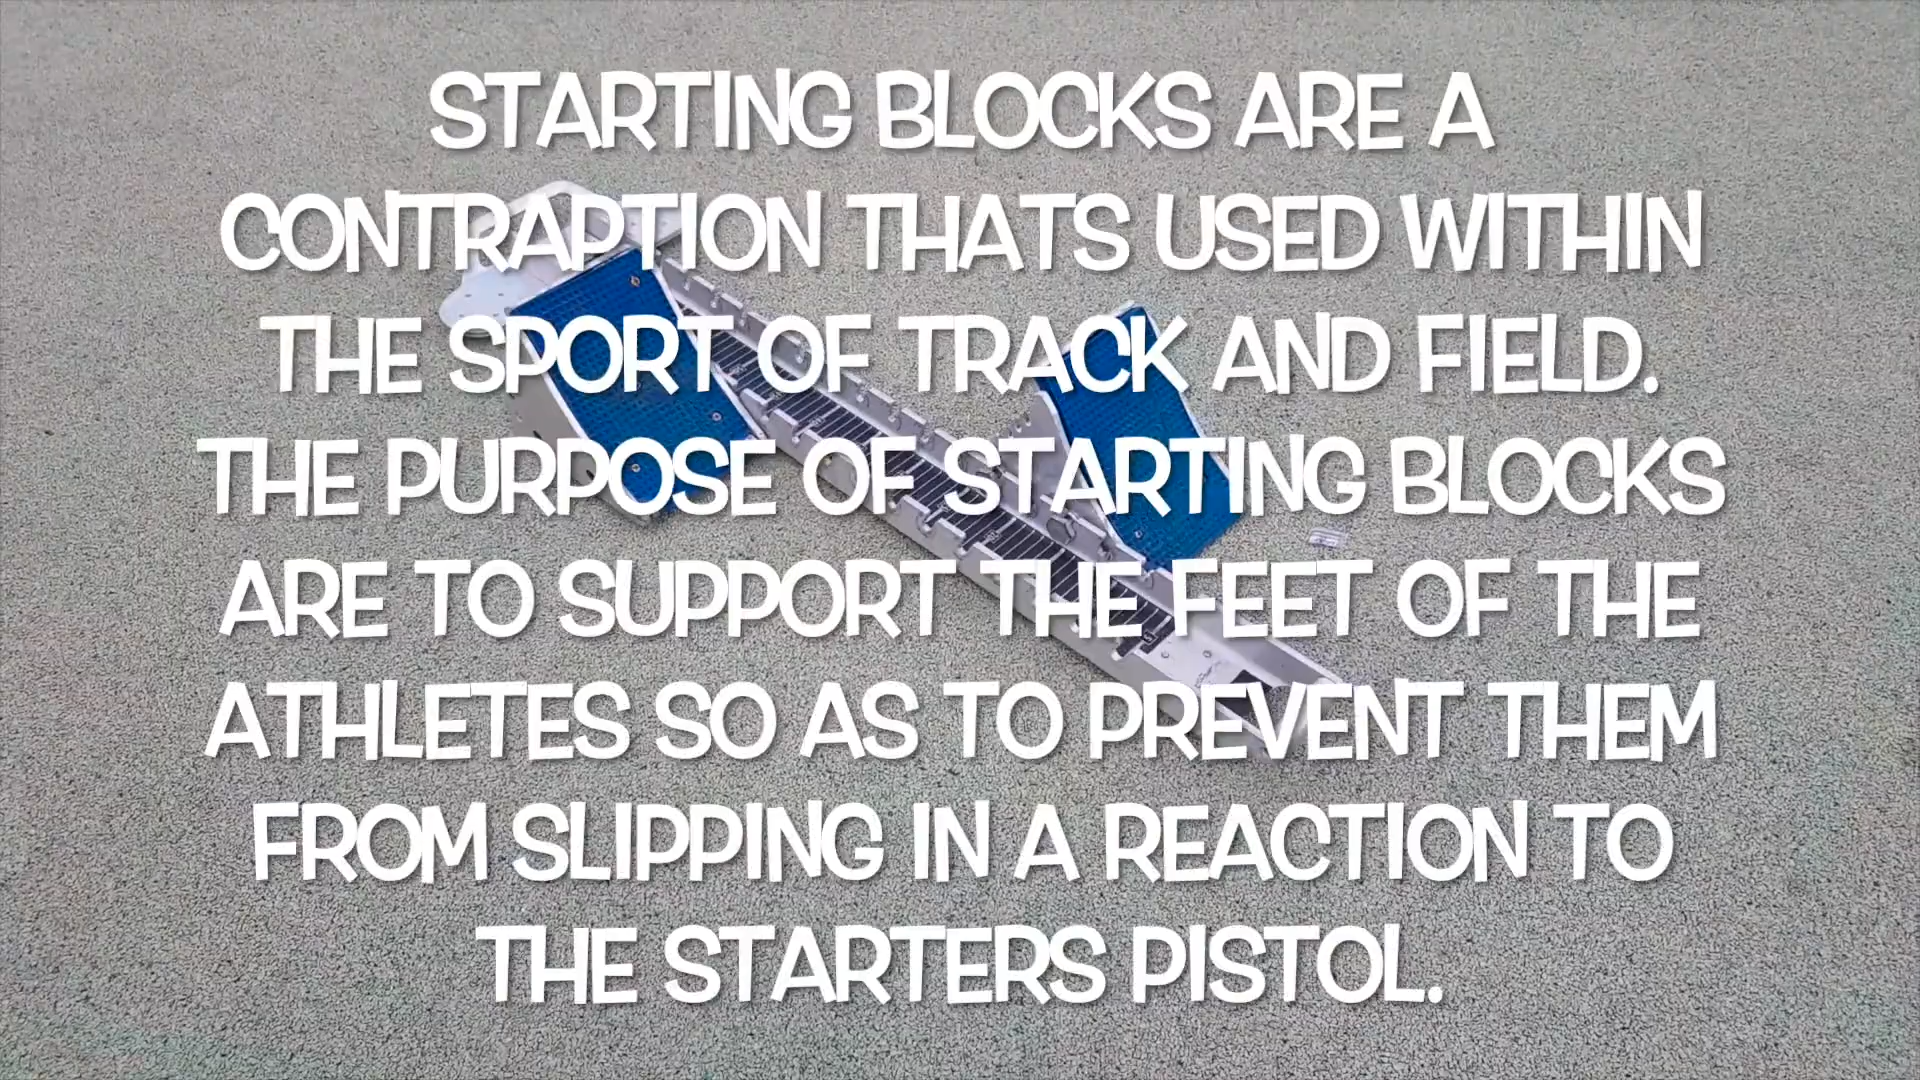 STARTING BLOCKS ARE A
CONTRAPTION THATS USED WITHIN
THE SPORT OF TRACK AND FIELD.
THE PURPOSE OF STARTING BLOCKS
ARE TO SUPPORT THE FEET OF THE
ATHLETES SO AS TO PREVENT THEM
FROM SLIPPING IN A REACTION TO
THE STARTERS PISTOL.